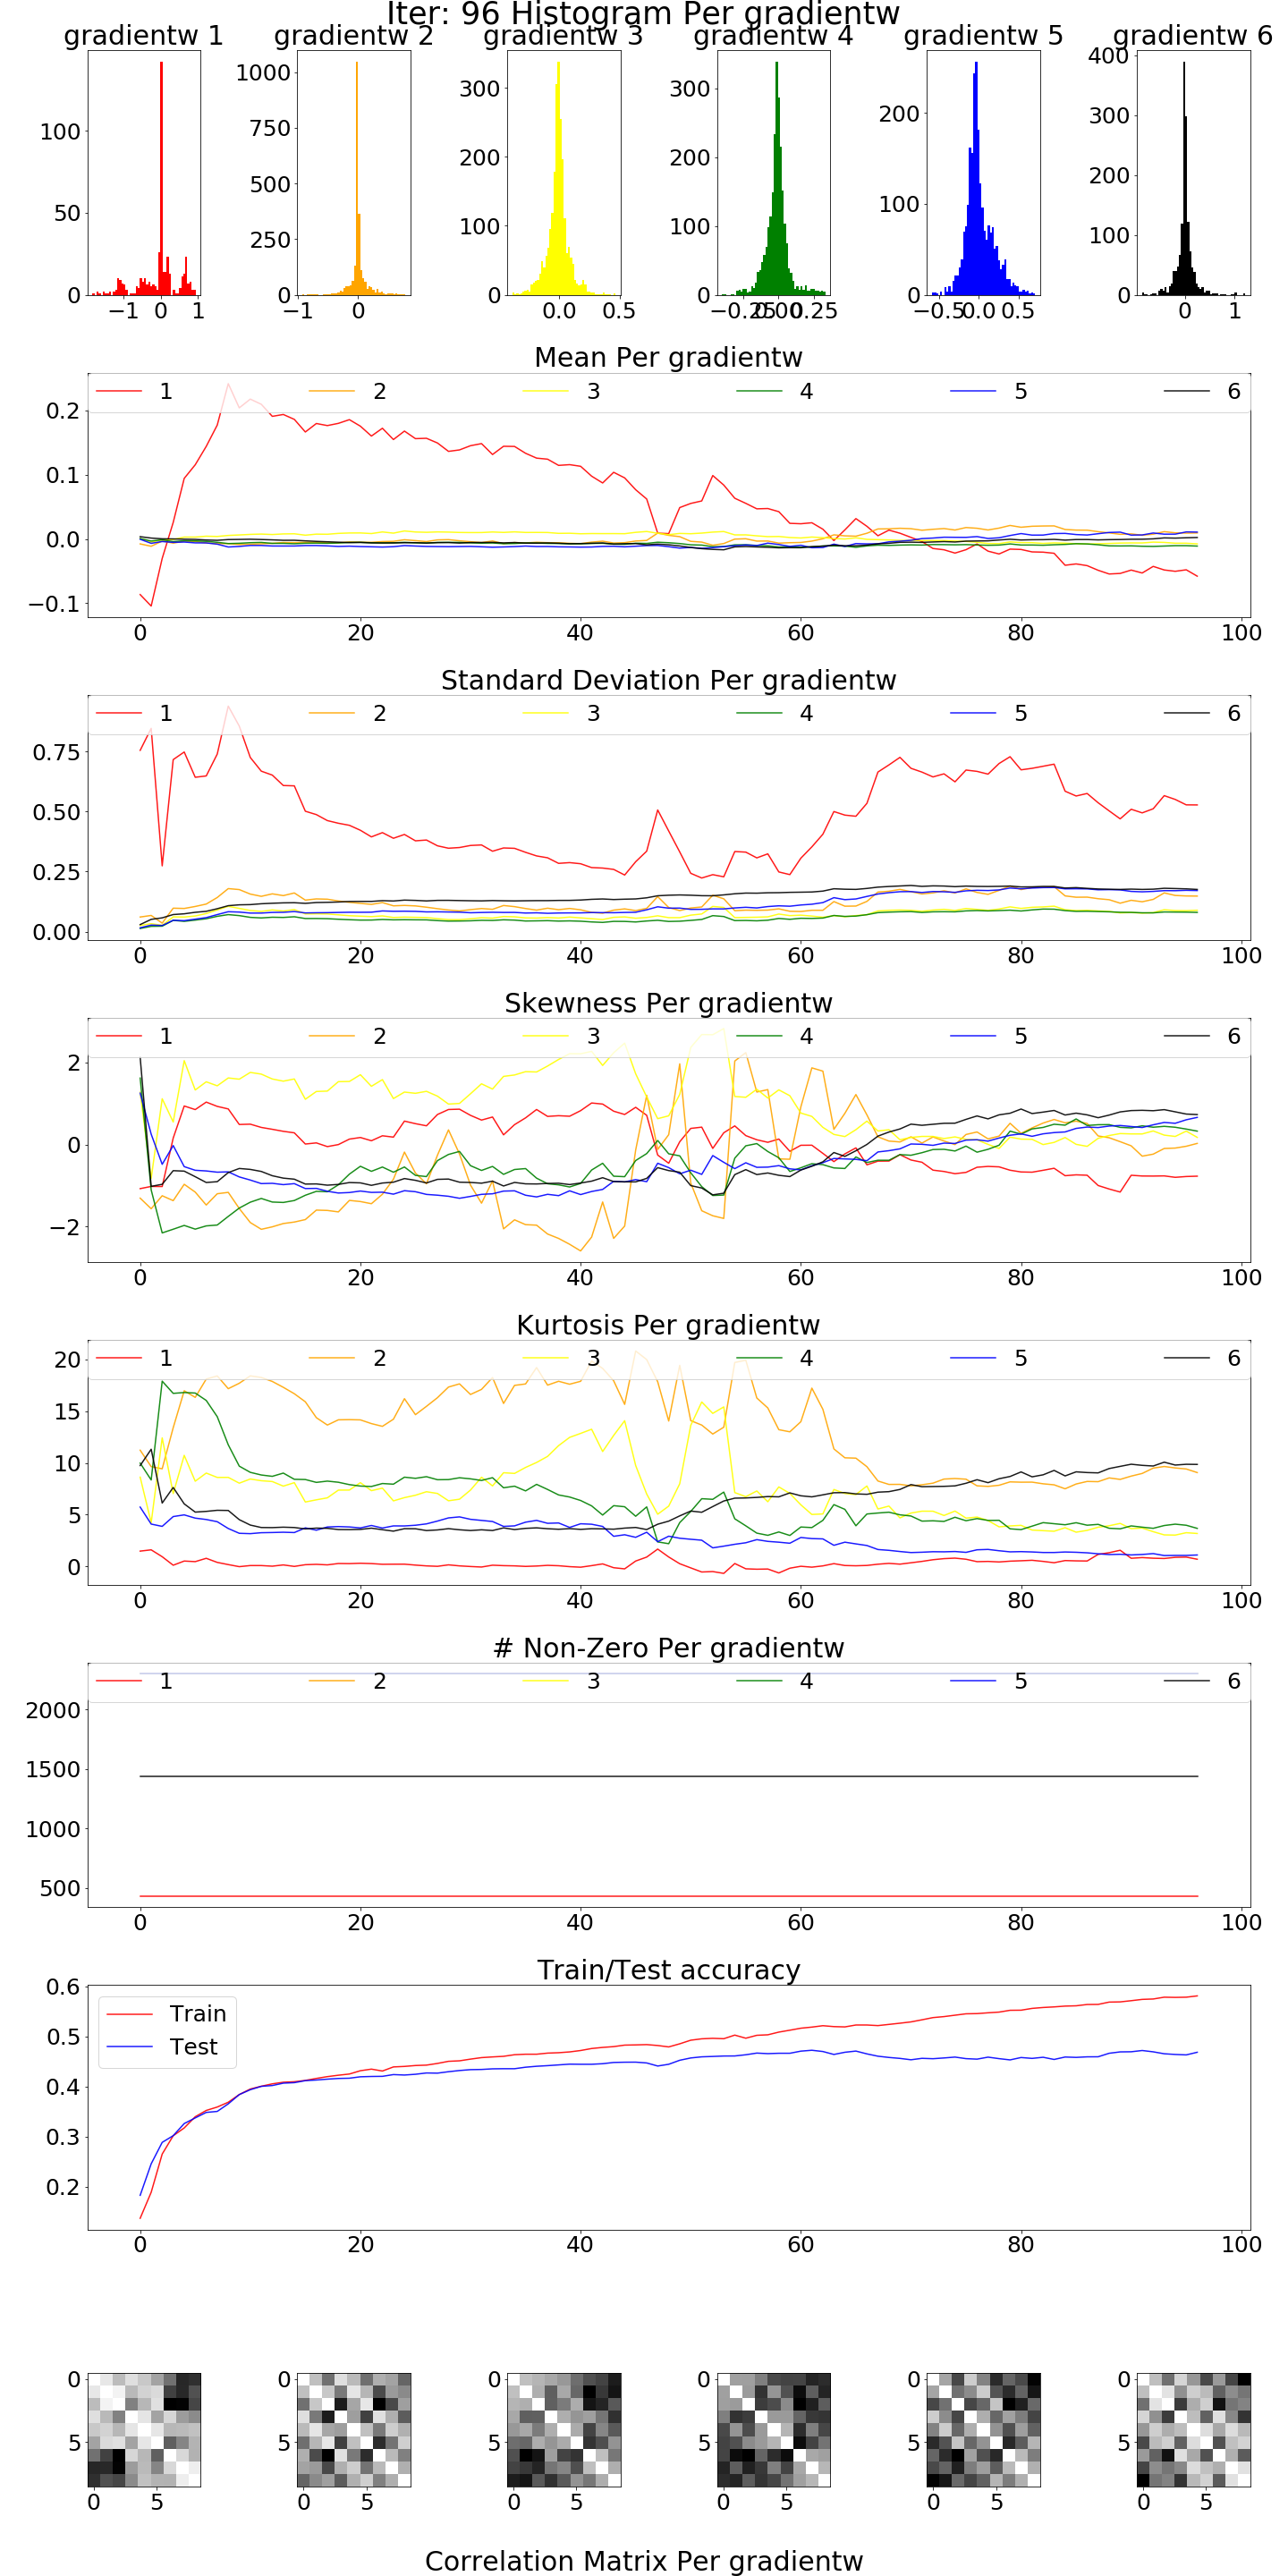 Iter: 96 Histogram Per gradientw
gradientw 1 gradientw 2 gradientw 3 gradientw 4 gradientw 5 gradientw 6
100
50
0
−1 0 1
1000
750
500
250
0
−1 0
300
200
100
0
0.0 0.5
300
200
100
0
−0.25 0.00 0.25
200
100
0
−0.5 0.0 0.5
400
300
200
100
0
0 1
Mean Per gradientw
1 2 3 4 5 6
0.2
0.1
0.0
−0.1
0 20 40 60 80 100
Standard Deviation Per gradientw
1 2 3 4 5 6
0.75
0.50
0.25
0.00
0 20 40 60 80 100
Skewness Per gradientw
1 2 3 4 5 6
2
0
−2
0 20 40 60 80 100
Kurtosis Per gradientw
1 2 3 4 5 6
20
15
10
5
0
0 20 40 60 80 100
# Non-Zero Per gradientw
1 2 3 4 5 6
2000
1500
1000
500
0 20 40 60 80 100
Train/Test accuracy
Train
Test
0.6
0.5
0.4
0.3
0.2
0 20 40 60 80 100
0
5
0 5
0
5
0 5
0
5
0 5
0
5
0 5
0
5
0 5
0
5
0 5
Correlation Matrix Per gradientw